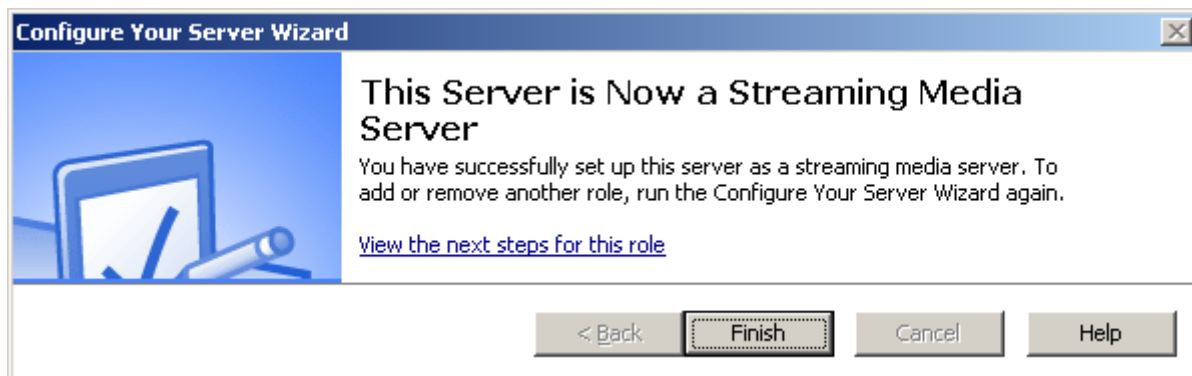 Configure Your Server Wizard
This Server is Now a Streaming Media
Server
You have successfully set up this server as a streaming media server. To
add or remove another role, run the Configure Your Server Wizard again.
View the next steps for this role
< Back Finish Cancel Help